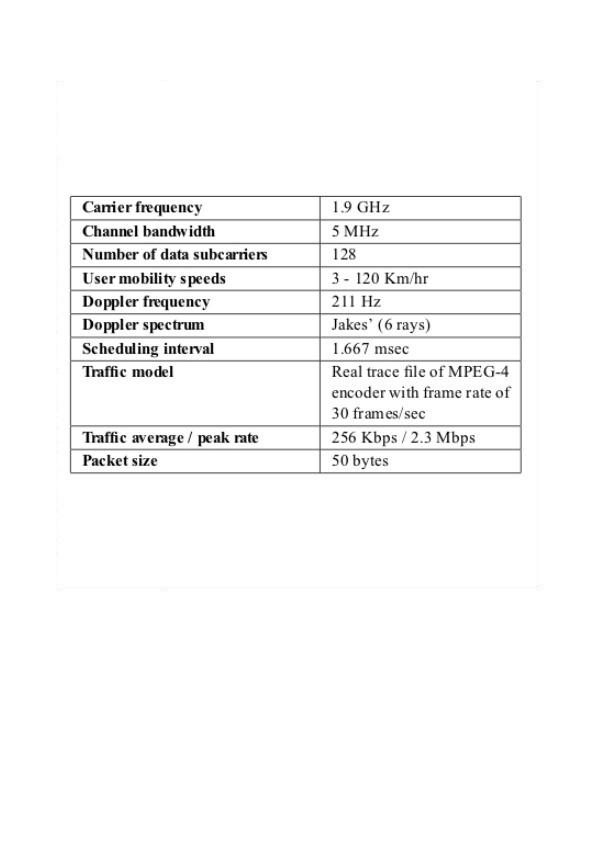 Carrier frequency 1.9 GHz
Channel bandwidth 5 MHz
Number of data subcarriers 128
User mobility speeds 3 - 120 Km/hr
Doppler frequency 211 Hz
Doppler spectrum Jakes’ (6 rays)
Scheduling interval 1.667 msec
Traffic model Real trace file of MPEG-4
encoder with frame rate of
30 frames/sec
Traffic average / peak rate 256 Kbps / 2.3 Mbps
Packet size 50 bytes